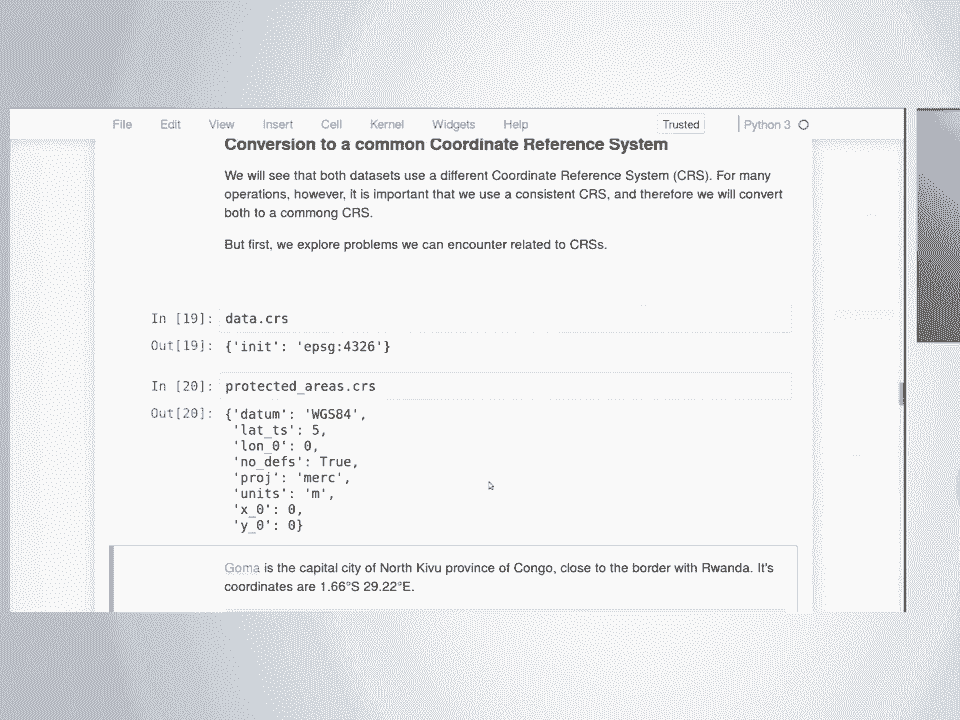 File Edit View Insert Cell Kernel Widgets Help Trusted Python 3
Conversion to a common Coordinate Reference System
We will see that both datasets use a different Coordinate Reference System (CRS). For many
operations, however, it is important that we use a consistent CRS, and therefore we will convert
both to a commong CRS.
But first, we explore problems we can encounter related to CRSs.
In [19]: data.crs
Out[19]: {'init': 'epsg:4326'}
In [20]: protected_areas.crs
Out[20]: {'datum': 'WGS84',
'lat_ts': 5,
'lon_0': 0,
'no_defs': True,
'proj': 'merc',
'units': 'm',
'x_0': 0,
'y_0': 0}
Goma is the capital city of North Kivu province of Congo, close to the border with Rwanda. It's
coordinates are 1.66°S 29.22°E.